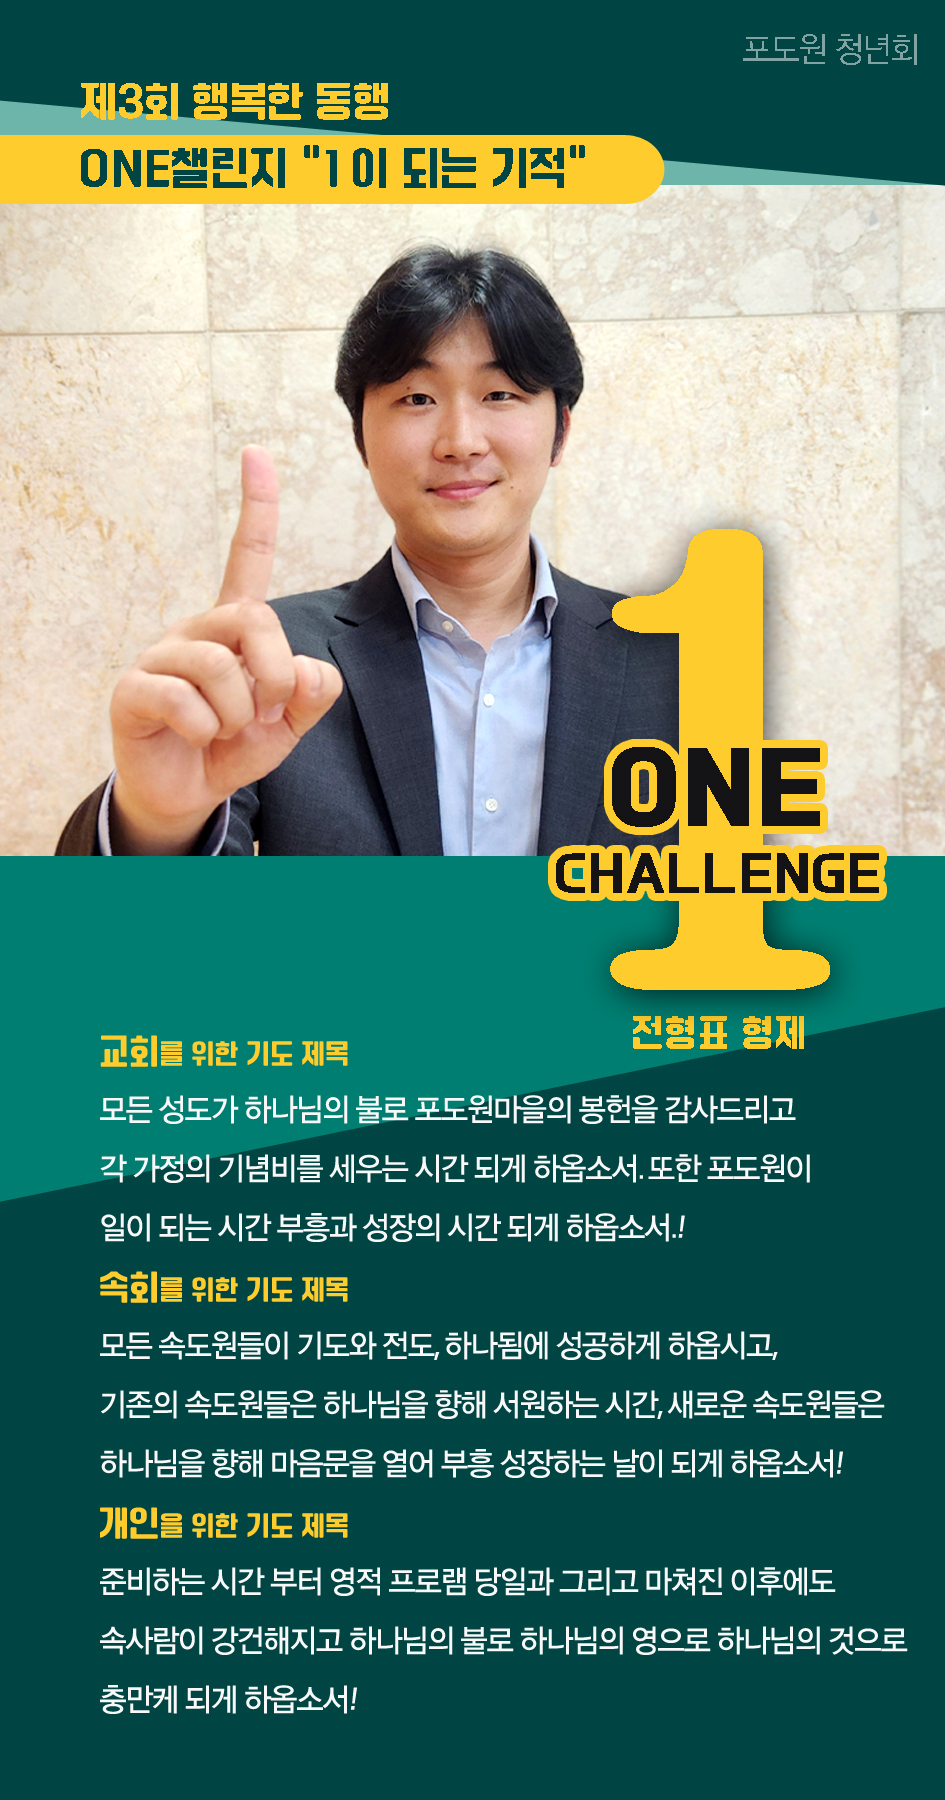 포도원 청년회
제3회 행복한 동행
ONE챌린지 "1이 되는 기적"
1
ONE
CHALLENGE
전형표 형제
교회를 위한 기도 제목
모든 성도가 하나님의 불로 포도원마을의 봉헌을 감사드리고
각 가정의 기념비를 세우는 시간 되게 하옵소서. 또한 포도원이
일이 되는 시간 부흥과 성장의 시간 되게 하옵소서.!
속회를 위한 기도 제목
모든 속도원들이 기도와 전도, 하나됨에 성공하게 하옵시고,
기존의 속도원들은 하나님을 향해 서원하는 시간, 새로운 속도원들은
하나님을 향해 마음문을 열어 부흥 성장하는 날이 되게 하옵소서!
개인을 위한 기도 제목
준비하는 시간 부터 영적 프로램 당일과 그리고 마쳐진 이후에도
속사람이 강건해지고 하나님의 불로 하나님의 영으로 하나님의 것으로
충만케 되게 하옵소서!